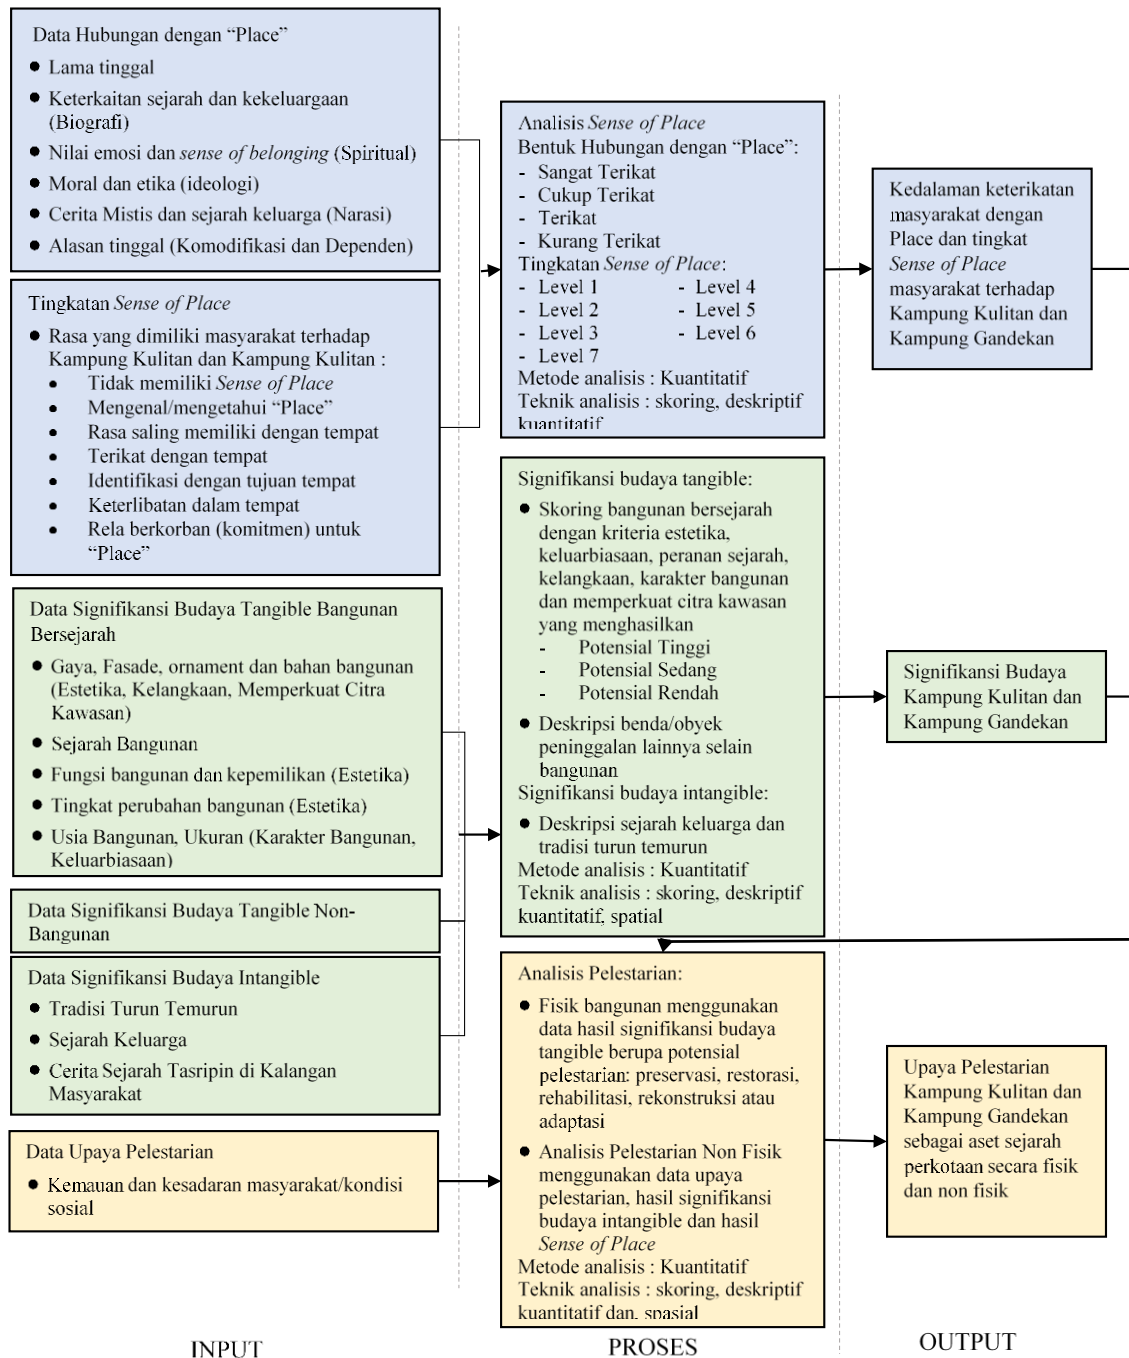 Data Hubungan dengan “Place”
● Lama tinggal
● Keterkaitan sejarah dan kekeluargaan
(Biografi)
● Nilai emosi dan sense of belonging (Spiritual)
● Moral dan etika (ideologi)
● Cerita Mistis dan sejarah keluarga (Narasi)
● Alasan tinggal (Komodifikasi dan Dependen)
Tingkatan Sense of Place
● Rasa yang dimiliki masyarakat terhadap
Kampung Kulitan dan Kampung Kulitan :
• Tidak memiliki Sense of Place
• Mengenal/mengetahui “Place”
• Rasa saling memiliki dengan tempat
• Terikat dengan tempat
• Identifikasi dengan tujuan tempat
• Keterlibatan dalam tempat
• Rela berkorban (komitmen) untuk
“Place”
Data Signifikansi Budaya Tangible Bangunan
Bersejarah
● Gaya, Fasade, ornament dan bahan bangunan
(Estetika, Kelangkaan, Memperkuat Citra
Kawasan)
● Sejarah Bangunan
● Fungsi bangunan dan kepemilikan (Estetika)
● Tingkat perubahan bangunan (Estetika)
● Usia Bangunan, Ukuran (Karakter Bangunan,
Keluarbiasaan)
Data Signifikansi Budaya Tangible Non-
Bangunan
Data Signifikansi Budaya Intangible
● Tradisi Turun Temurun
● Sejarah Keluarga
● Cerita Sejarah Tasripin di Kalangan
Masyarakat
Data Upaya Pelestarian
● Kemauan dan kesadaran masyarakat/kondisi
sosial
INPUT
Analisis Sense of Place
Bentuk Hubungan dengan “Place”:
- Sangat Terikat
- Cukup Terikat
- Terikat
- Kurang Terikat
Tingkatan Sense of Place:
- Level 1 - Level 4
- Level 2 - Level 5
- Level 3 - Level 6
- Level 7
Metode analisis : Kuantitatif
Teknik analisis : skoring, deskriptif
kuantitatif
Signifikansi budaya tangible:
● Skoring bangunan bersejarah
dengan kriteria estetika,
keluarbiasaan, peranan sejarah,
kelangkaan, karakter bangunan
dan memperkuat citra kawasan
yang menghasilkan
- Potensial Tinggi
- Potensial Sedang
- Potensial Rendah
● Deskripsi benda/obyek
peninggalan lainnya selain
bangunan
Signifikansi budaya intangible:
● Deskripsi sejarah keluarga dan
tradisi turun temurun
Metode analisis : Kuantitatif
Teknik analisis : skoring, deskriptif
kuantitatif, spatial
Analisis Pelestarian:
● Fisik bangunan menggunakan
data hasil signifikansi budaya
tangible berupa potensial
pelestarian: preservasi, restorasi,
rehabilitasi, rekonstruksi atau
adaptasi
● Analisis Pelestarian Non Fisik
menggunakan data upaya
pelestarian, hasil signifikansi
budaya intangible dan hasil
Sense of Place
Metode analisis : Kuantitatif
Teknik analisis : skoring, deskriptif
kuantitatif dan, spasial
PROSES
Kedalaman keterikatan
masyarakat dengan
Place dan tingkat
Sense of Place
masyarakat terhadap
Kampung Kulitan dan
Kampung Gandekan
Signifikansi Budaya
Kampung Kulitan dan
Kampung Gandekan
Upaya Pelestarian
Kampung Kulitan dan
Kampung Gandekan
sebagai aset sejarah
perkotaan secara fisik
dan non fisik
OUTPUT